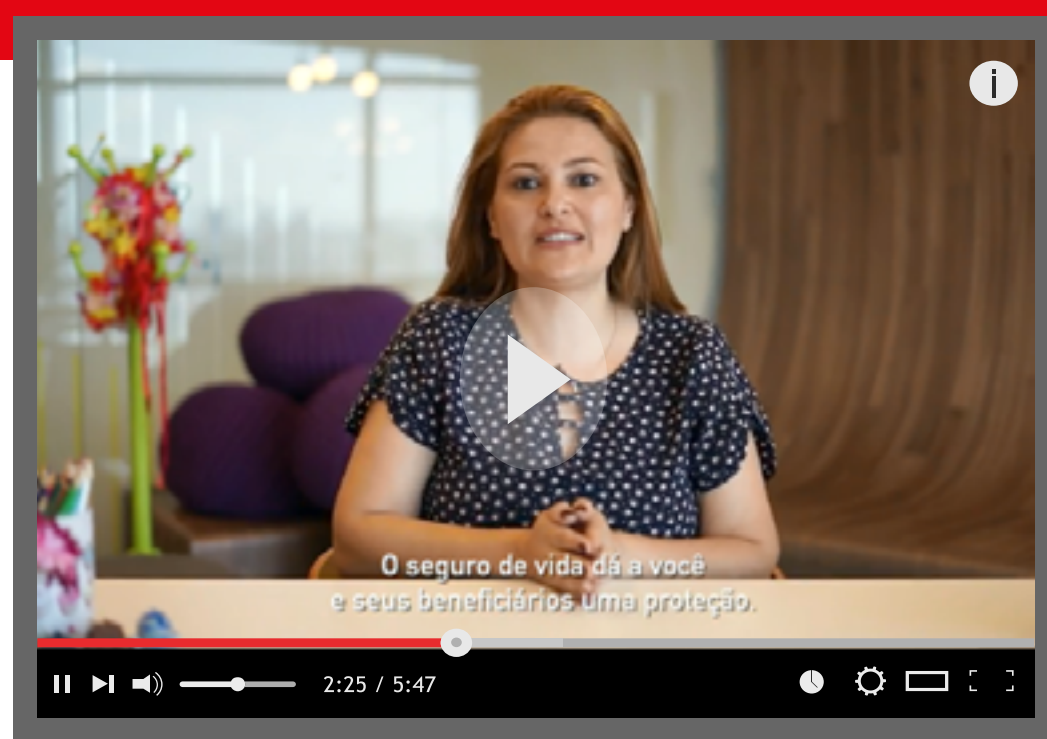 i
O seguro de vida dá a você
e seus beneficiários uma proteção.
2:25 / 5:47